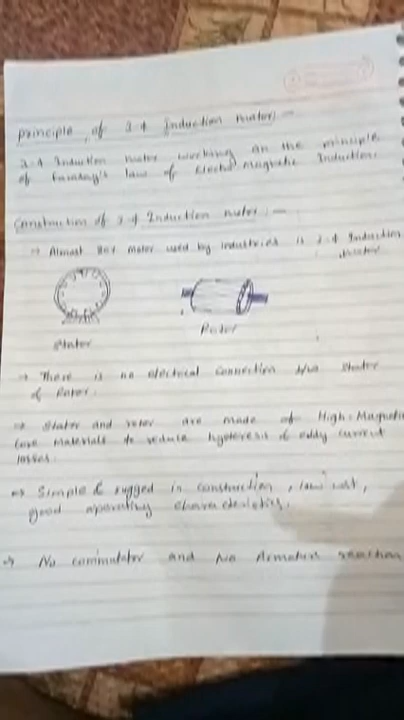 principle of 3-ϕ Induction motor :-
3-ϕ Induction motor working on the principle
of Faraday's law of Electro Magnetic Induction.
Construction of 3-ϕ Induction motor :-
→ Almost motor used by industries is 3-ϕ Induction
motor
Stator
Rotor
→ There is no electrical connection b/w stator
& Rotor.
→ Stator and rotor are made of High-Magnetic
Core Materials to reduce hysteresis & eddy current
losses.
→ Simple & rugged in construction, low cost,
good operating characteristics.
→ No commutator and No Armature reaction